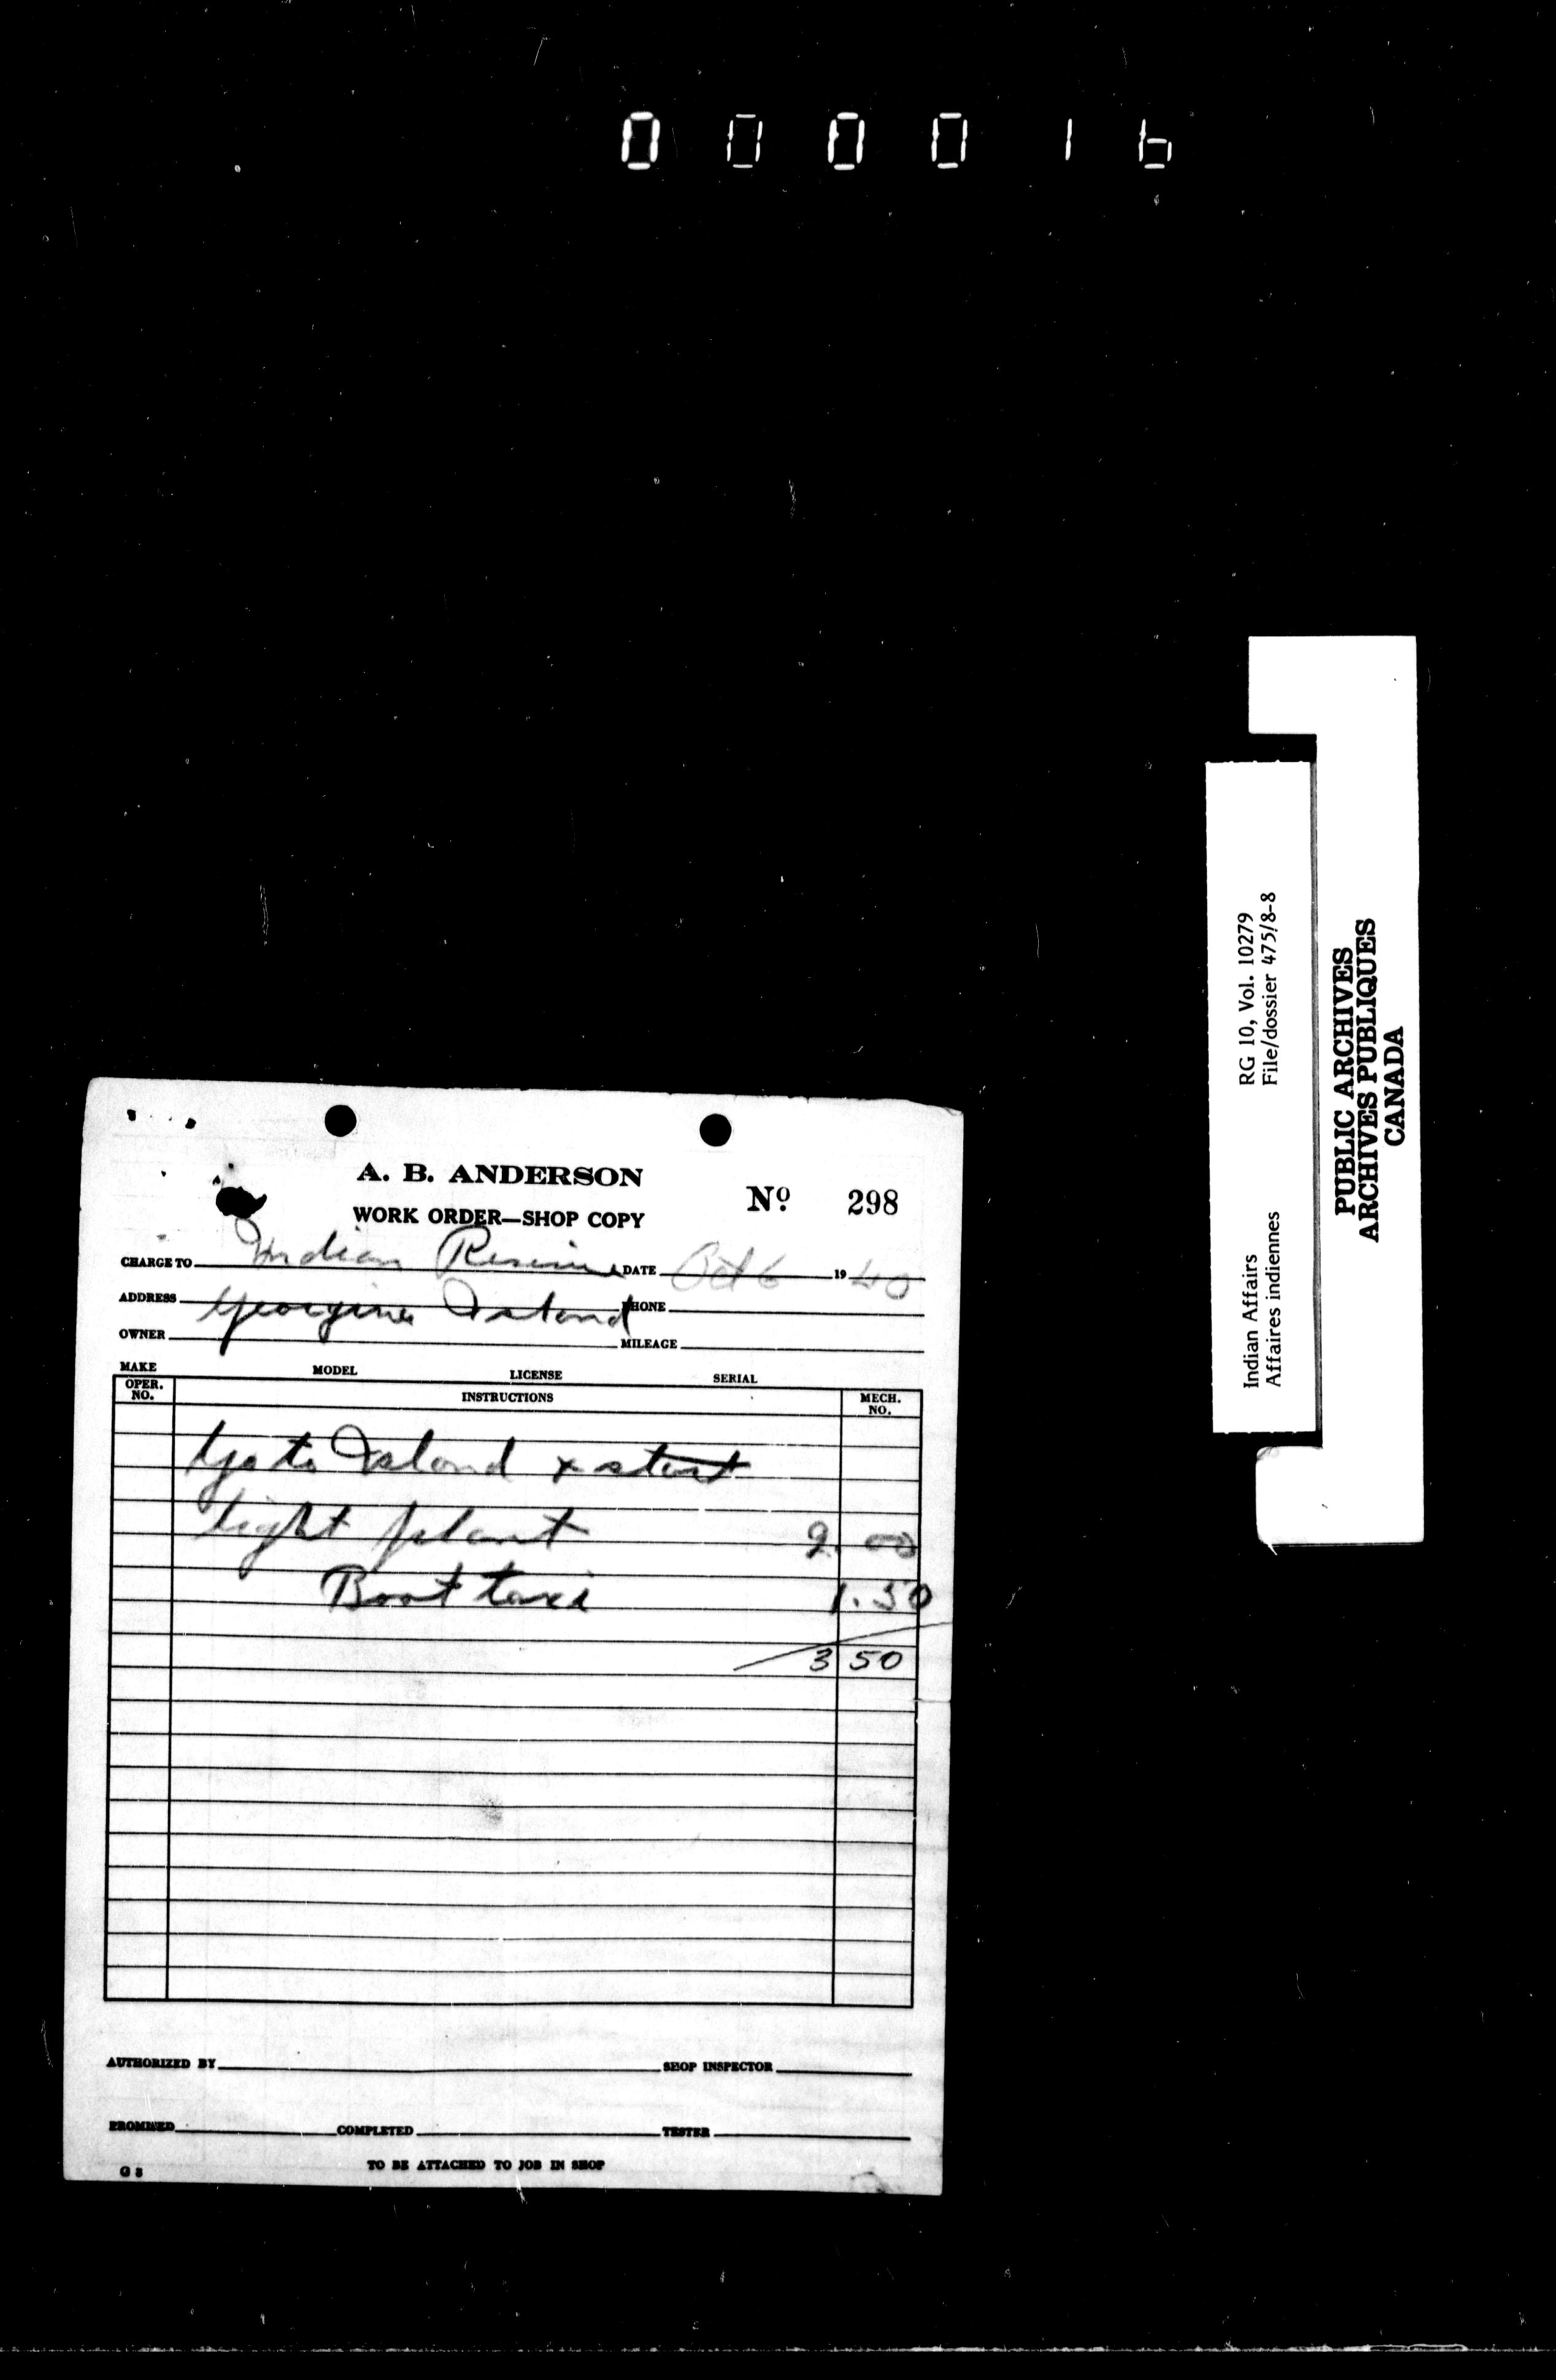 000016
A. B. ANDERSON
WORK ORDER—SHOP COPY
Nº 298
CHARGE TO Indian Reserve DATE Oct 6 1940
ADDRESS Georgina Island PHONE
OWNER MILEAGE
MAKE MODEL LICENSE SERIAL
OPER. NO. INSTRUCTIONS MECH. NO.
Go to Island & start
light plant 2.00
Boat taxi 1.50
3 50
AUTHORIZED BY SHOP INSPECTOR
PROMISED COMPLETED TESTER
TO BE ATTACHED TO JOB IN SHOP
G 3
Indian Affairs RG 10, Vol. 10279
Affaires indiennes File/dossier 475/8-8
PUBLIC ARCHIVES
ARCHIVES PUBLIQUES
CANADA